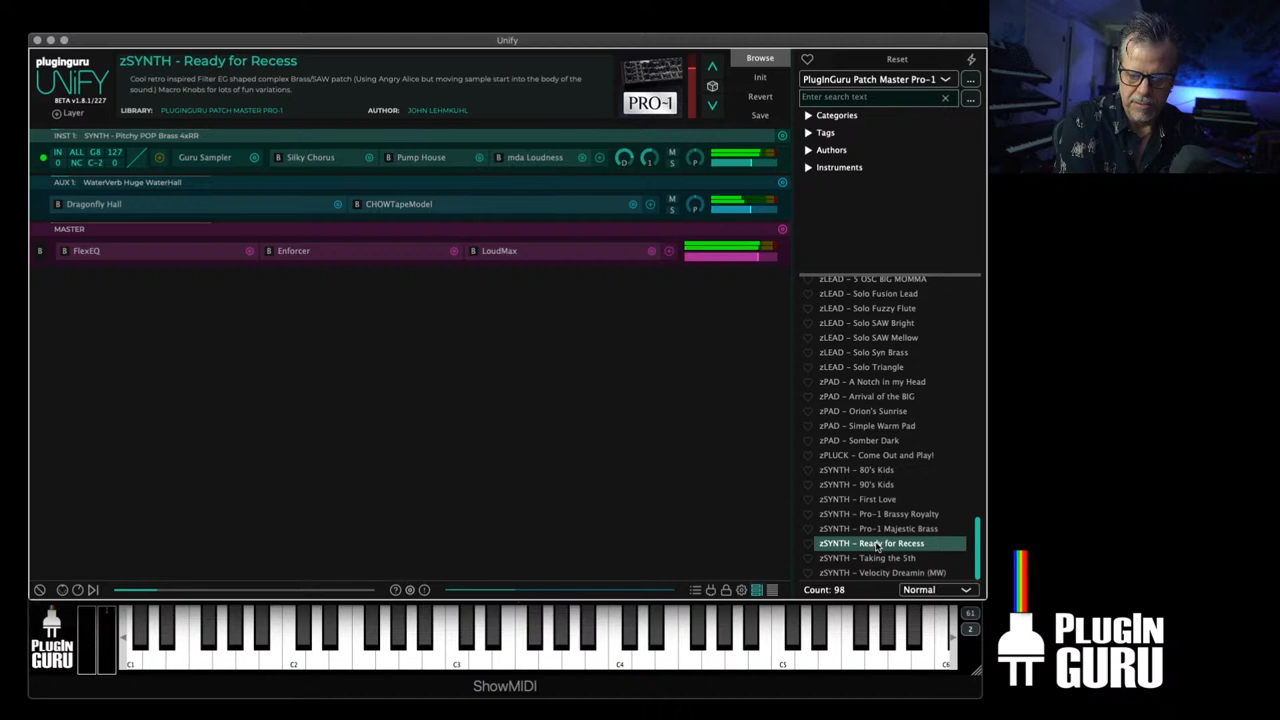 Unify
pluginguru
UNIFY
BETA v1.8.1/227
Layer
zSYNTH - Ready for Recess
Cool retro inspired Filter EG shaped complex Brass/SAW patch (Using Angry Alice but moving sample start into the body of the sound.) Macro Knobs for lots of fun variations.
LIBRARY: PLUGINGURU PATCH MASTER PRO-1
AUTHOR: JOHN LEHMKUHL
PRO~1
Browse
Init
Revert
Save
Reset
PlugInGuru Patch Master Pro-1
...
Enter search text
...
Categories
Tags
Authors
Instruments
INST 1: SYNTH - Pitchy POP Brass 4xRR
IN ALL G8 127
0 NC C-2 0
Guru Sampler
B Silky Chorus
B Pump House
B mda Loudness
D
1
M
S
P
AUX 1: WaterVerb Huge WaterHall
B Dragonfly Hall
B CHOWTapeModel
M
S
P
MASTER
B
B FlexEQ
B Enforcer
B LoudMax
zLEAD - 5 OSC BIG MOMMA
zLEAD - Solo Fusion Lead
zLEAD - Solo Fuzzy Flute
zLEAD - Solo SAW Bright
zLEAD - Solo SAW Mellow
zLEAD - Solo Syn Brass
zLEAD - Solo Triangle
zPAD - A Notch in my Head
zPAD - Arrival of the BIG
zPAD - Orion's Sunrise
zPAD - Simple Warm Pad
zPAD - Somber Dark
zPLUCK - Come Out and Play!
zSYNTH - 80's Kids
zSYNTH - 90's Kids
zSYNTH - First Love
zSYNTH - Pro-1 Brassy Royalty
zSYNTH - Pro-1 Majestic Brass
zSYNTH - Ready for Recess
zSYNTH - Taking the 5th
zSYNTH - Velocity Dreamin (MW)
Count: 98
Normal
PLUGIN
GURU
C1
C2
C3
C4
C5
C6
61
2
ShowMIDI
PLUGIN
GURU